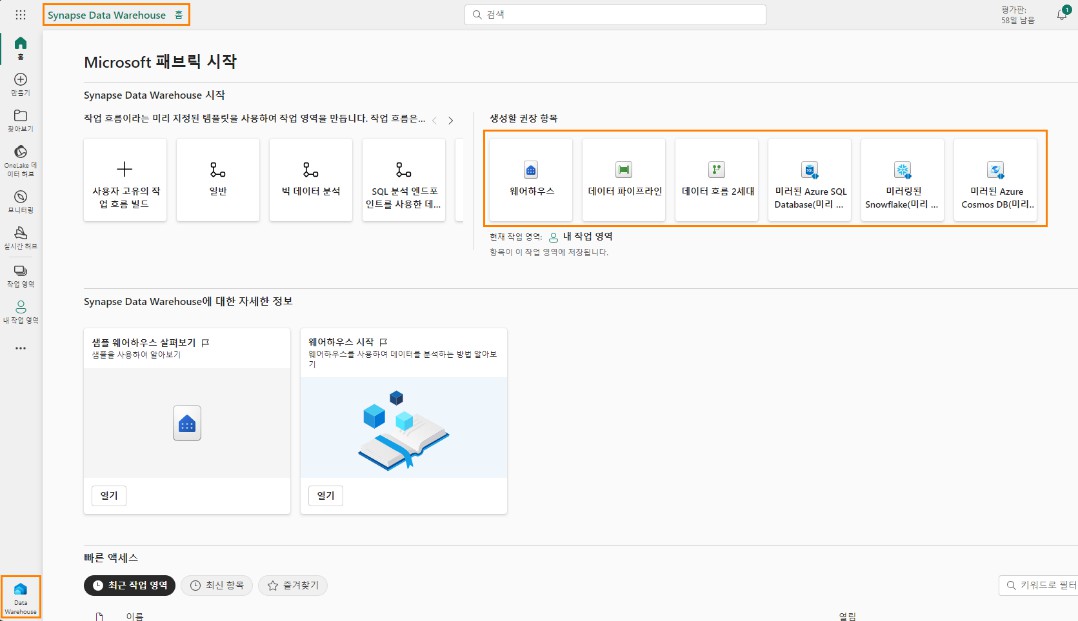 Synapse Data Warehouse 홈
검색
평가판:
58일 남음
1
홈
만들기
찾아보기
OneLake 데
이터 허브
모니터링
실시간 허브
작업 영역
내 작업 영역
Data
Warehouse
Microsoft 패브릭 시작
Synapse Data Warehouse 시작
작업 흐름이라는 미리 지정된 템플릿을 사용하여 작업 영역을 만듭니다. 작업 흐름은...
사용자 고유의 작
업 흐름 빌드
일반
빅 데이터 분석
SQL 분석 엔드포
인트를 사용한 데...
생성할 권장 항목
웨어하우스
데이터 파이프라인
데이터 흐름 2세대
미러된 Azure SQL
Database(미리 ...
미러링된
Snowflake(미리 ...
미러된 Azure
Cosmos DB(미리..
현재 작업 영역: 내 작업 영역
항목이 이 작업 영역에 저장됩니다.
Synapse Data Warehouse에 대한 자세한 정보
샘플 웨어하우스 살펴보기
샘플을 사용하여 알아보기
열기
웨어하우스 시작
웨어하우스를 사용하여 데이터를 분석하는 방법 알아보
기
열기
빠른 액세스
최근 작업 영역
최신 항목
즐겨찾기
키워드로 필터
이름
열림